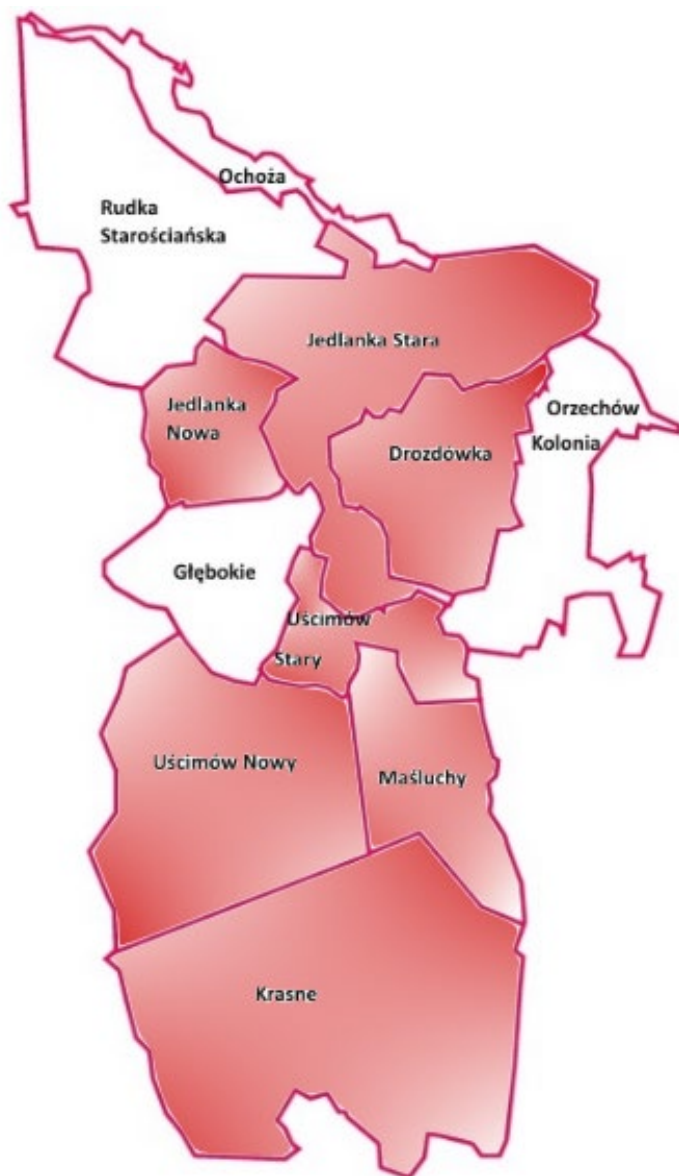 Ochoża
Rudka
Starościańska
Jedlanka Stara
Jedlanka
Nowa
Orzechów
Kolonia
Drozdówka
Głębokie
Uścimów
Stary
Uścimów Nowy
Maśluchy
Krasne